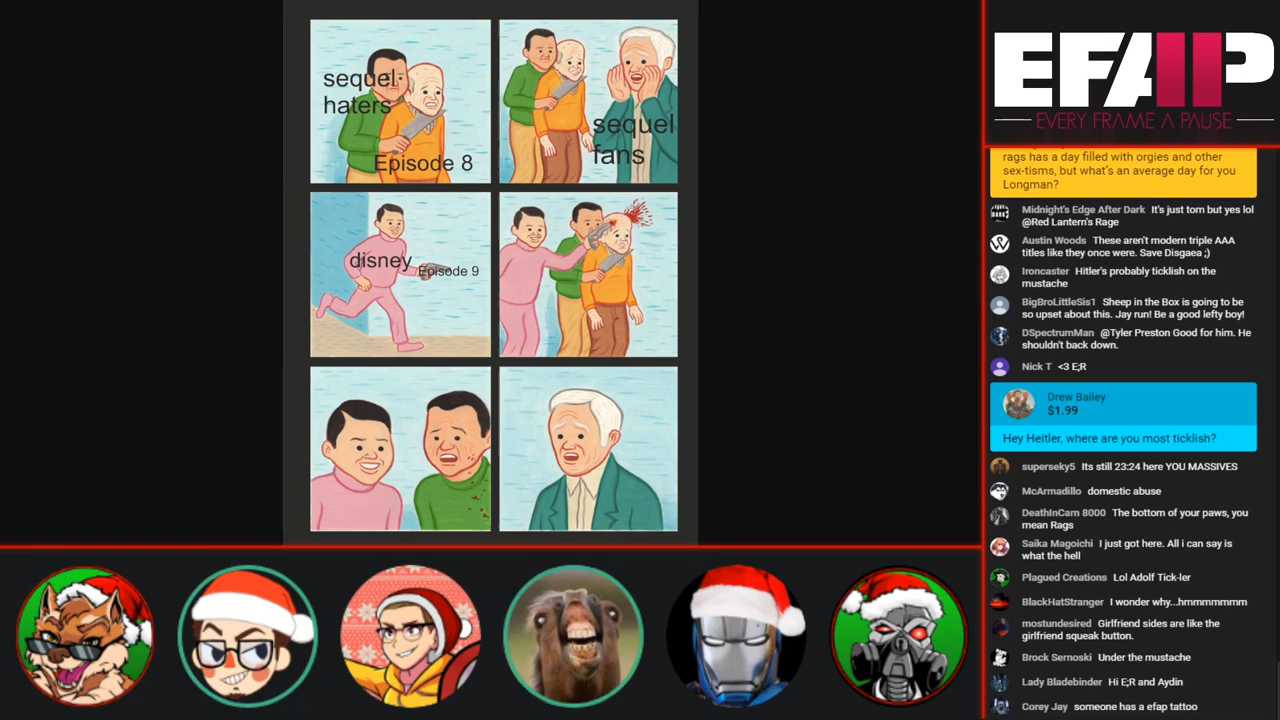 sequel
haters
Episode 8
sequel
fans
disney
Episode 9
EFAP
EVERY FRAME A PAUSE
rags has a day filled with orgies and other
sex-tisms, but what's an average day for you
Longman?
Midnight's Edge After Dark It's just tom but yes lol
@Red Lantern's Rage
Austin Woods These aren't modern triple AAA
titles like they once were. Save Disgaea ;)
Ironcaster Hitler's probably ticklish on the
mustache
BigBroLittleSis1 Sheep in the Box is going to be
so upset about this. Jay run! Be a good lefty boy!
DSpectrumMan @Tyler Preston Good for him. He
shouldn't back down.
Nick T <3 E;R
Drew Bailey
$1.99
Hey Heitler, where are you most ticklish?
superseky5 Its still 23:24 here YOU MASSIVES
McArmadillo domestic abuse
DeathInCam 8000 The bottom of your paws, you
mean Rags
Saika Magoichi I just got here. All i can say is
what the hell
Plagued Creations Lol Adolf Tick-ler
BlackHatStranger I wonder why...hmmmmmmm
mostundesired Girlfriend sides are like the
girlfriend squeak button.
Brock Sernoski Under the mustache
Lady Bladebinder Hi E;R and Aydin
Corey Jay someone has a efap tattoo